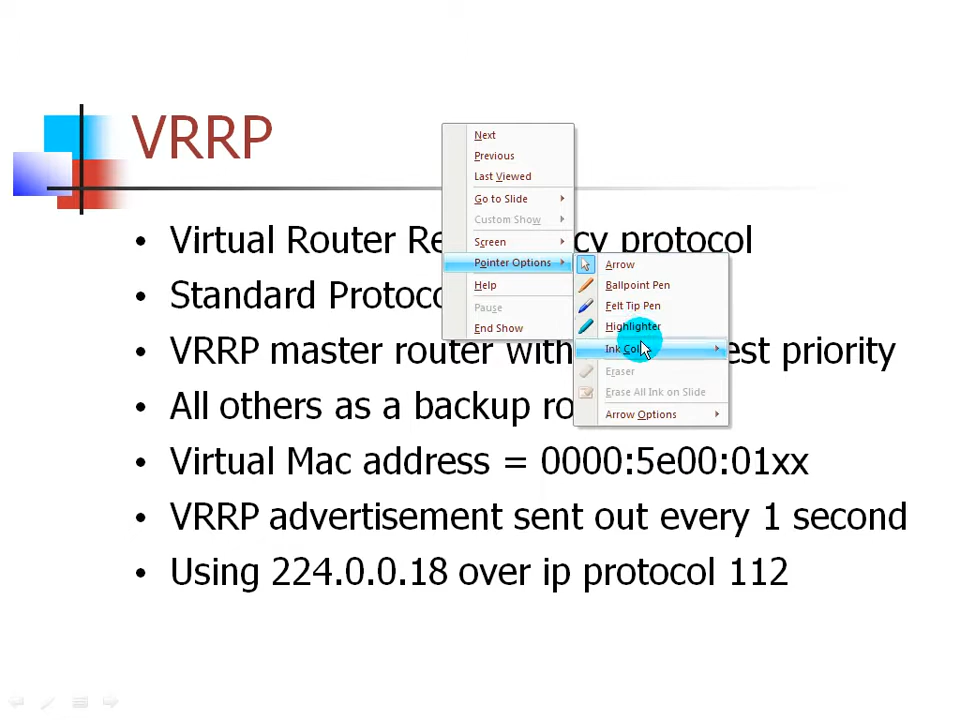 VRRP
Next
Previous
Last Viewed
Go to Slide
Custom Show
Screen
Pointer Options
Help
Pause
End Show
Arrow
Ballpoint Pen
Felt Tip Pen
Highlighter
Ink Col
Eraser
Erase All Ink on Slide
Arrow Options
• Virtual Router Re cy protocol
• Standard Protoco
• VRRP master router with est priority
• All others as a backup ro
• Virtual Mac address = 0000:5e00:01xx
• VRRP advertisement sent out every 1 second
• Using 224.0.0.18 over ip protocol 112